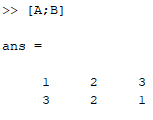 >> [A;B]
ans =
1 2 3
3 2 1